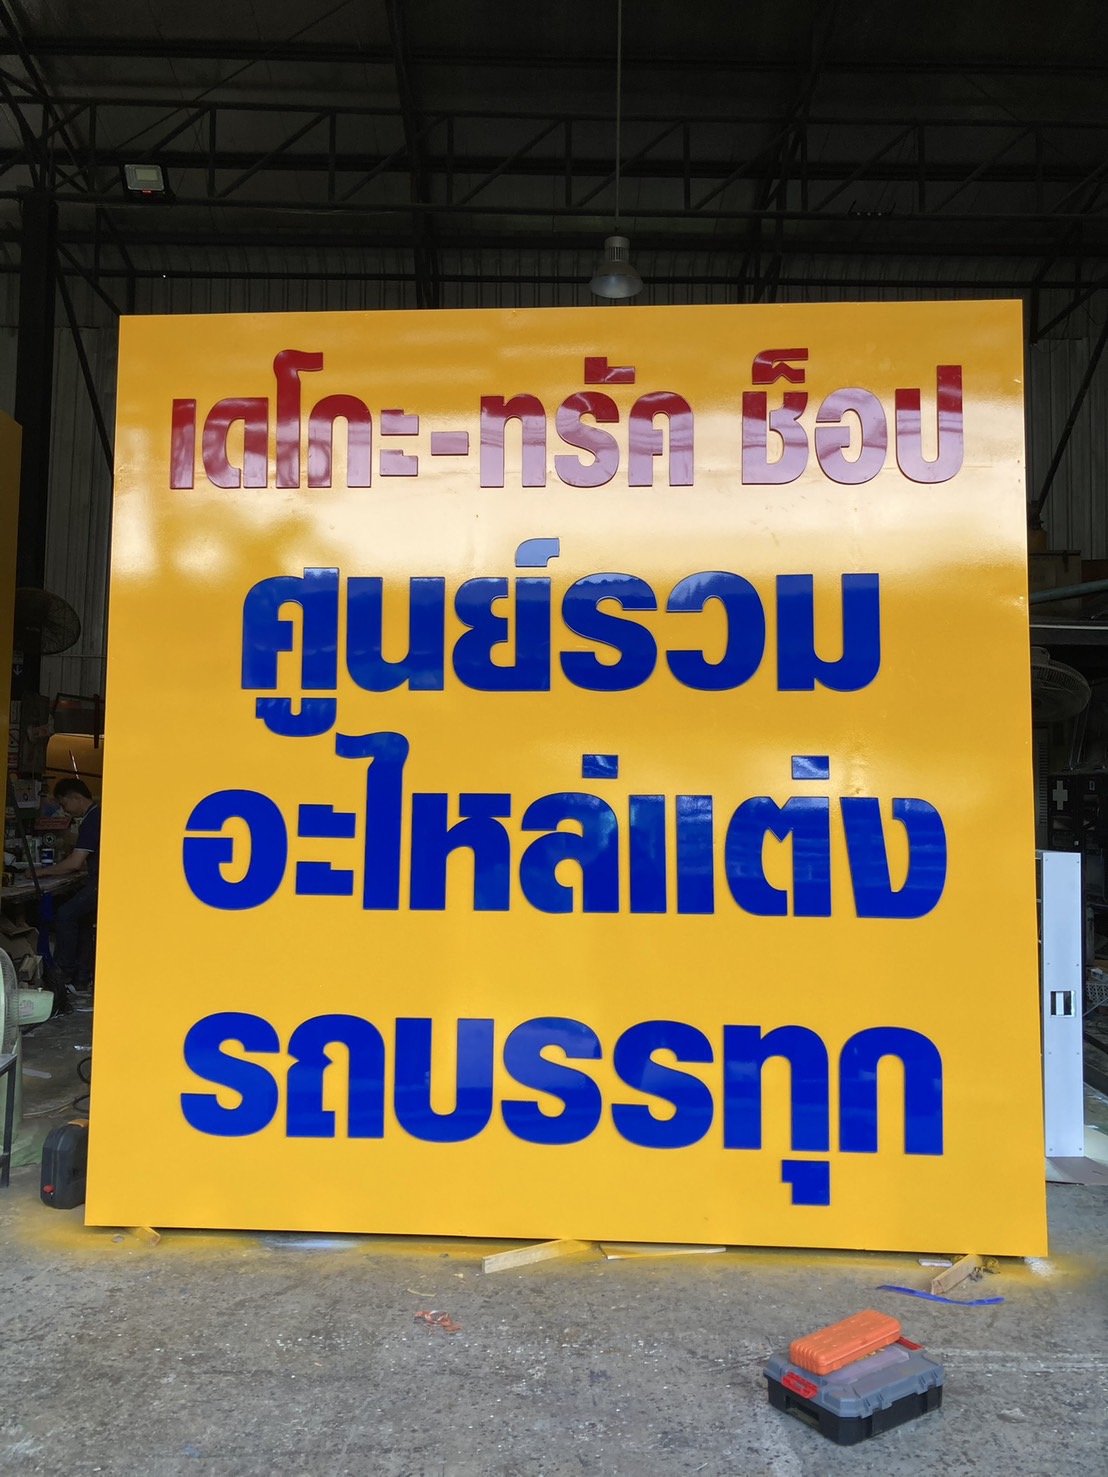 เดโกะ-ทรัค ช็อป
ศูนย์รวม
อะไหล่แต่ง
รถบรรทุก